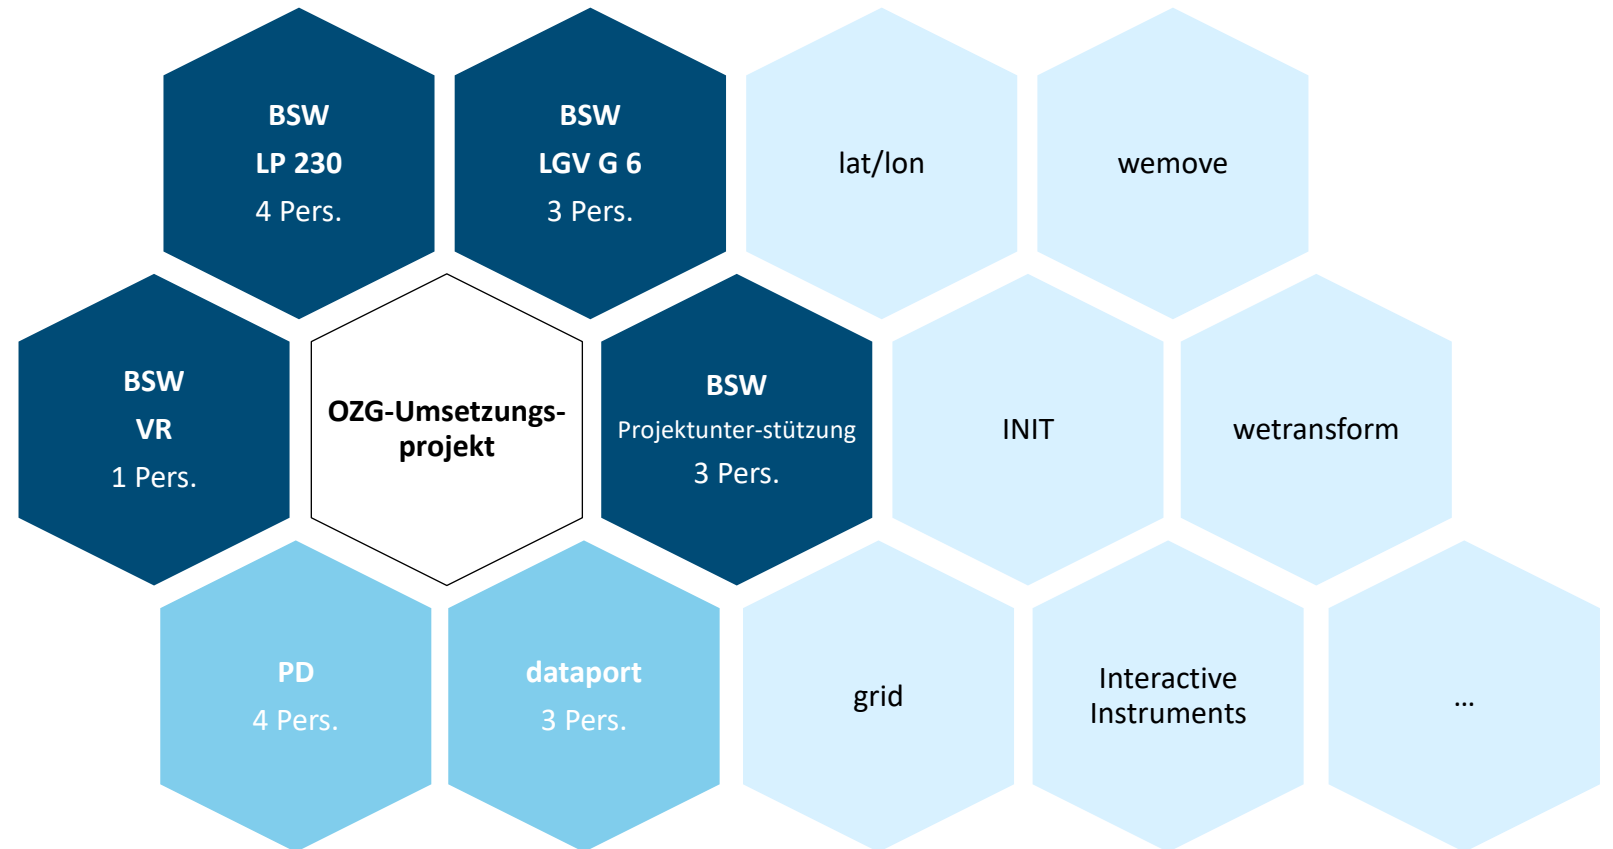 BSW
LP 230
4 Pers.
BSW
LGV G 6
3 Pers.
lat/lon
wemove
BSW
VR
1 Pers.
OZG-Umsetzungs-
projekt
BSW
Projektunter-stützung
3 Pers.
INIT
wetransform
PD
4 Pers.
dataport
3 Pers.
grid
Interactive
Instruments
...